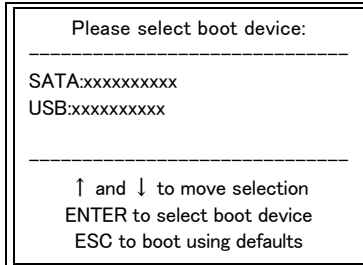 Please select boot device:
------------------------------
SATA:xxxxxxxxxx
USB:xxxxxxxxxx
------------------------------
↑ and ↓ to move selection
ENTER to select boot device
ESC to boot using defaults